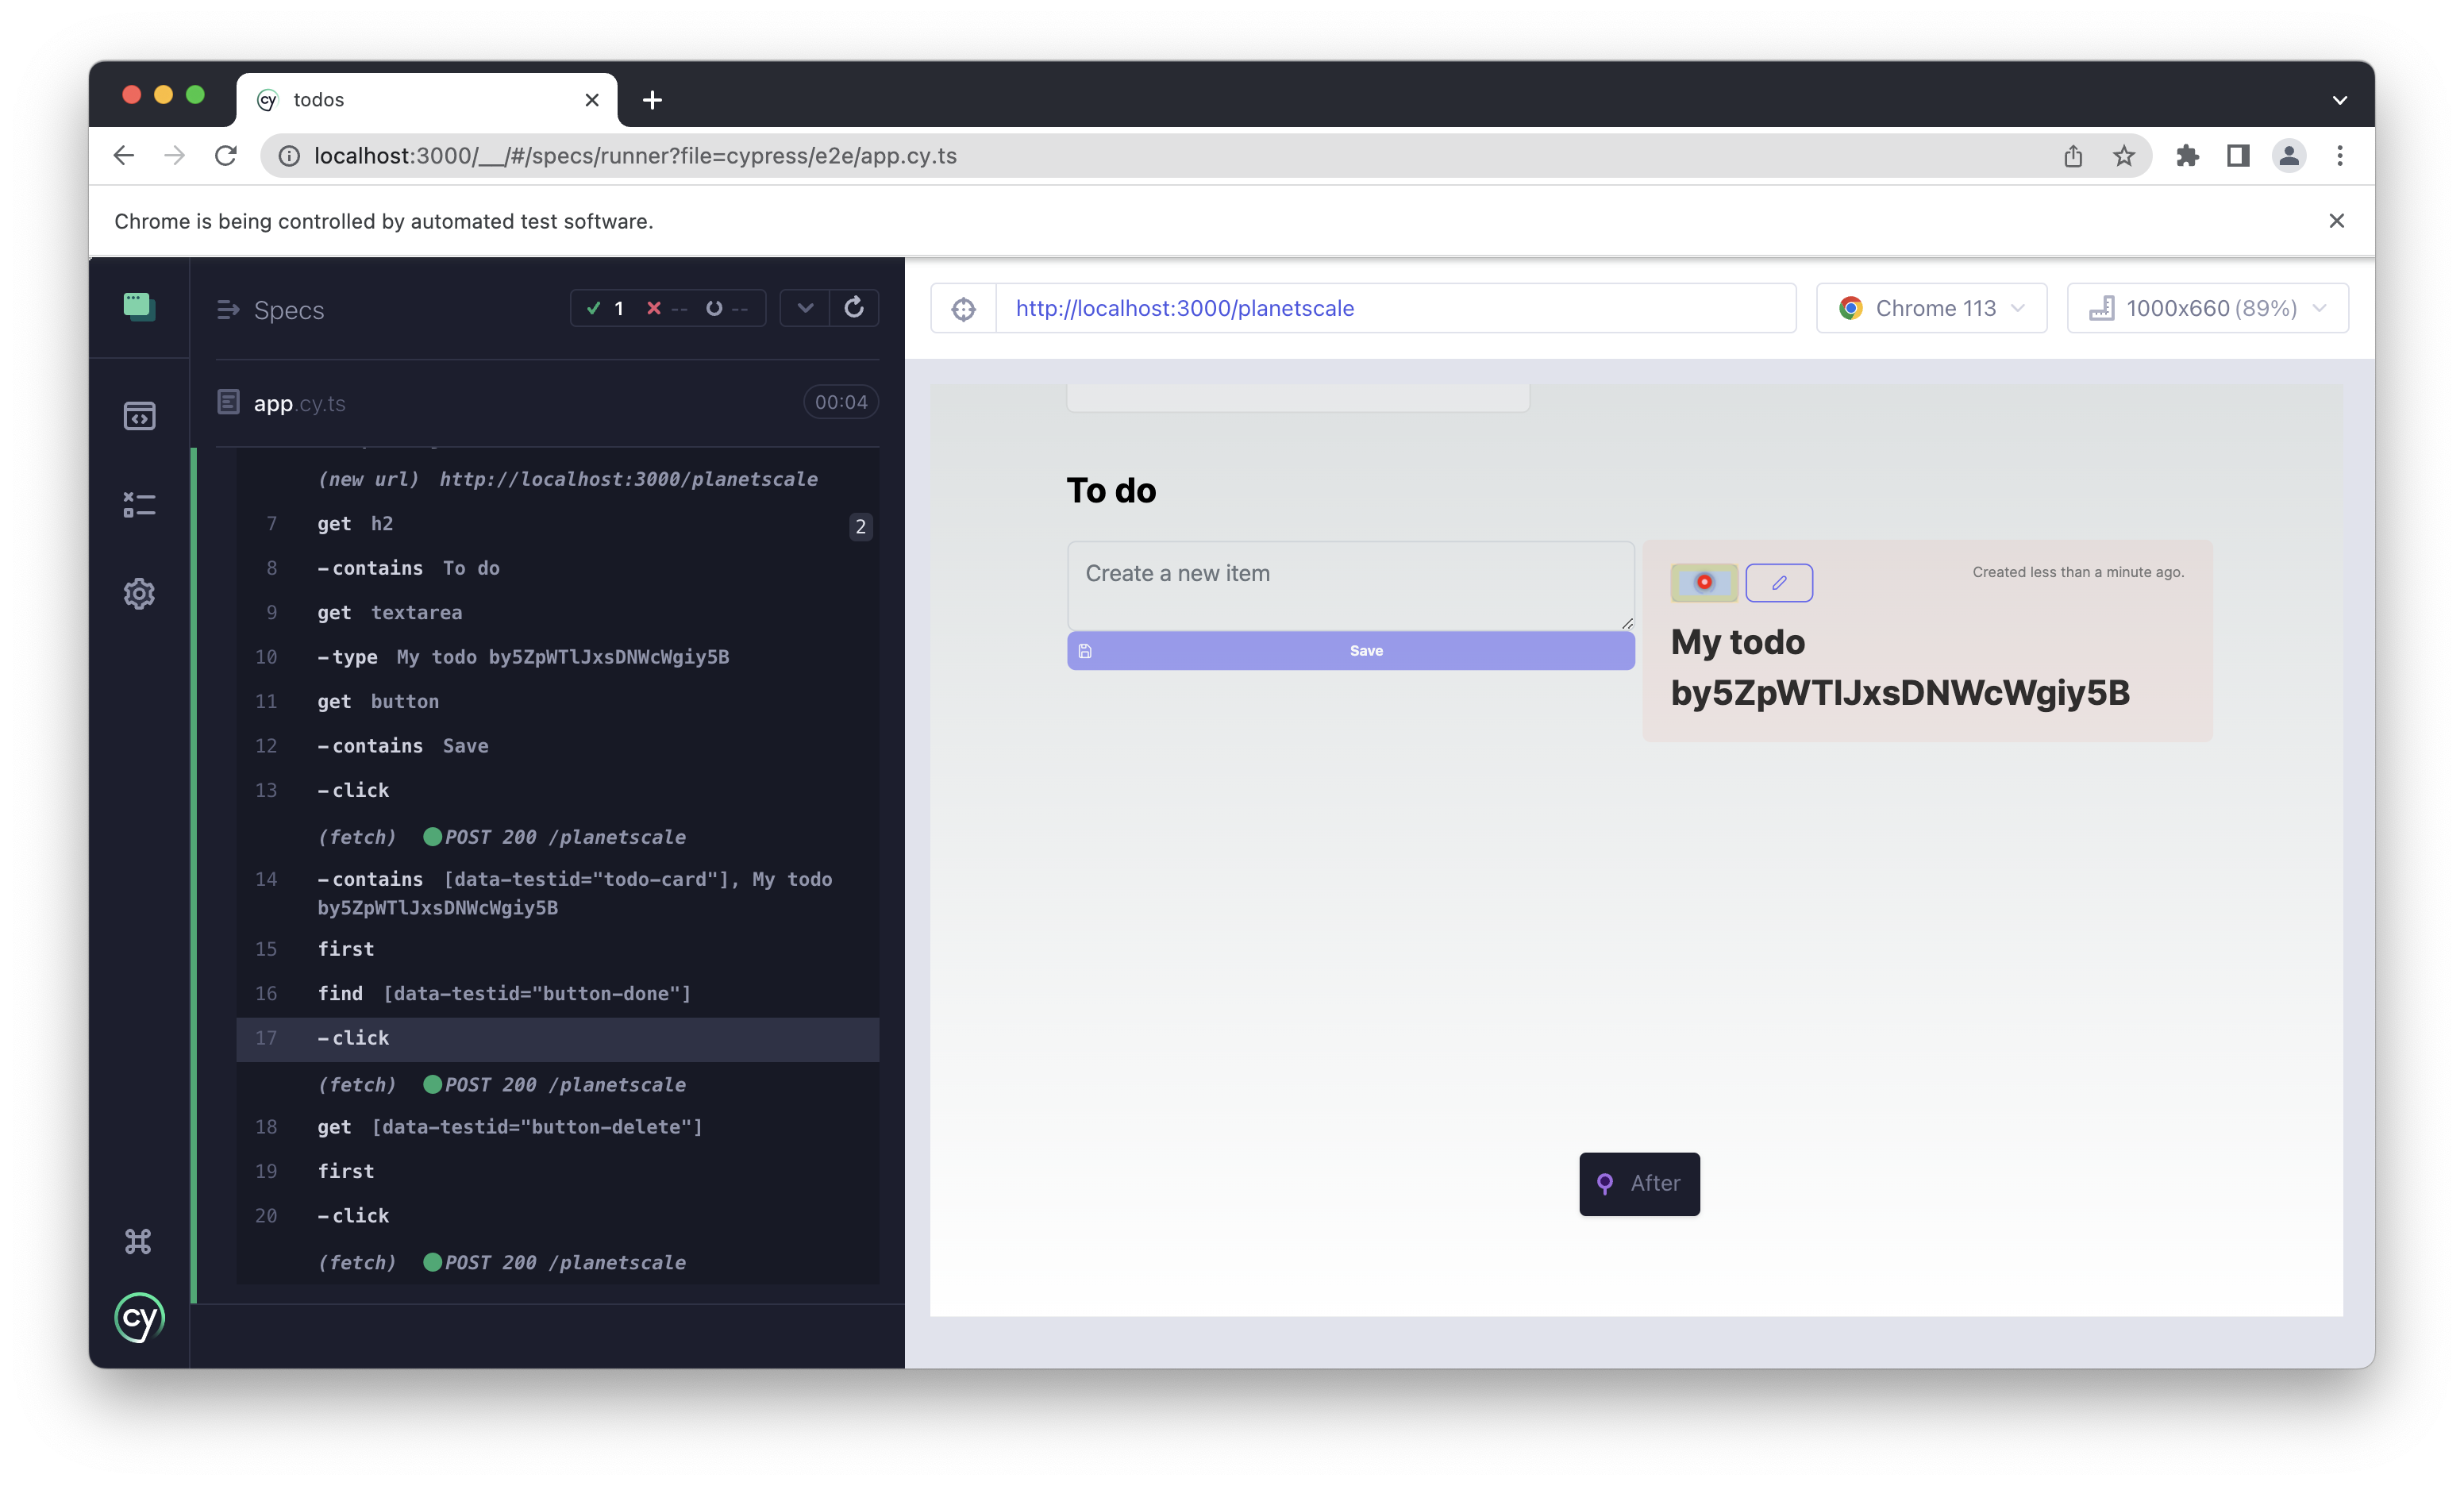 todos
localhost:3000/__/#/specs/runner?file=cypress/e2e/app.cy.ts
Chrome is being controlled by automated test software.
Specs
1 -- --
app.cy.ts
00:04
(new url) http://localhost:3000/planetscale
7 get h2 2
8 -contains To do
9 get textarea
10 -type My todo by5ZpWTlJxsDNWcWgiy5B
11 get button
12 -contains Save
13 -click
(fetch) POST 200 /planetscale
14 -contains [data-testid="todo-card"], My todo
by5ZpWTlJxsDNWcWgiy5B
15 first
16 find [data-testid="button-done"]
17 -click
(fetch) POST 200 /planetscale
18 get [data-testid="button-delete"]
19 first
20 -click
(fetch) POST 200 /planetscale
cy
http://localhost:3000/planetscale
Chrome 113
1000x660 (89%)
To do
Create a new item
Save
Created less than a minute ago.
My todo
by5ZpWTlJxsDNWcWgiy5B
After